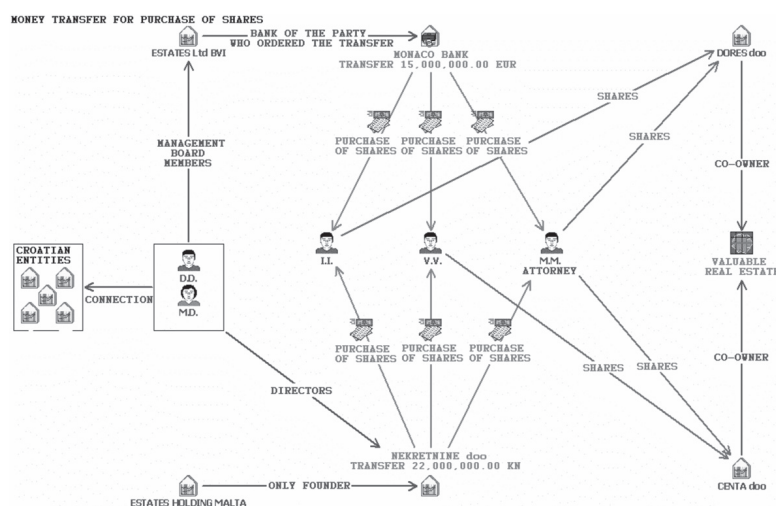 MONEY TRANSFER FOR PURCHASE OF SHARES
BANK OF THE PARTY
WHO ORDERED THE TRANSFER
ESTATES Ltd BVI
MONACO BANK
TRANSFER 15,000,000.00 EUR
DORES doo
SHARES
PURCHASE
OF SHARES
PURCHASE
OF SHARES
PURCHASE
OF SHARES
SHARES
MANAGEMENT
BOARD
MEMBERS
CO-OWNER
CROATIAN
ENTITIES
D.D.
M.D.
CONNECTION
I.I.
V.V.
M.M.
ATTORNEY
VALUABLE
REAL ESTATE
PURCHASE
OF SHARES
PURCHASE
OF SHARES
PURCHASE
OF SHARES
SHARES
SHARES
CO-OWNER
DIRECTORS
NEKRETNINE doo
TRANSFER 22,000,000.00 KN
ONLY FOUNDER
ESTATES HOLDING MALTA
CENTA doo